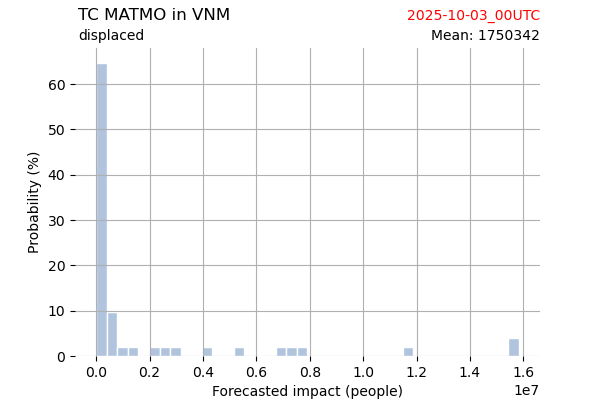 TC MATMO in VNM
2025-10-03_00UTC
displaced
Mean: 1750342
Probability (%)
60
50
40
30
20
10
0
0.0 0.2 0.4 0.6 0.8 1.0 1.2 1.4 1.6
1e7
Forecasted impact (people)